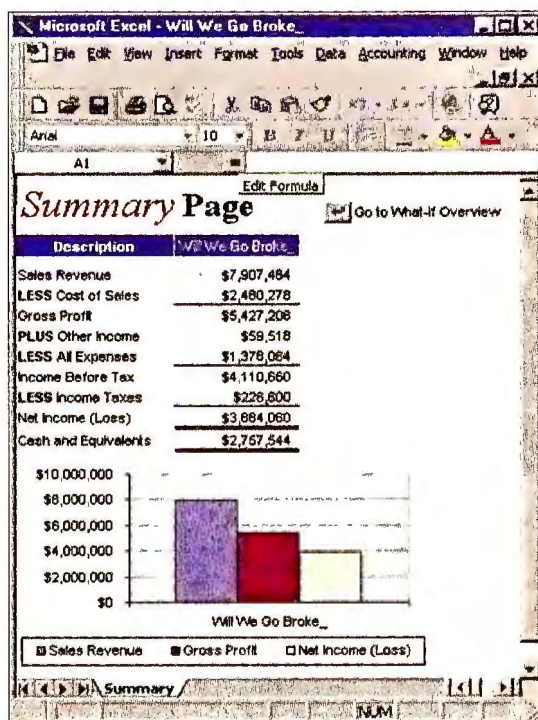 Microsoft Excel - Will We Go Broke_
File Edit View Insert Format Tools Data Accounting Window Help
Arial 10 B I U
A1 =
Edit Formula
Summary Page
Go to What-If Overview
Description Will We Go Broke_
Sales Revenue $7,907,484
LESS Cost of Sales $2,480,278
Gross Profit $5,427,206
PLUS Other Income $59,518
LESS All Expenses $1,378,064
Income Before Tax $4,110,660
LESS Income Taxes $226,600
Net Income (Loss) $3,884,060
Cash and Equivalents $2,757,544
$10,000,000
$8,000,000
$6,000,000
$4,000,000
$2,000,000
$0
Will We Go Broke_
Sales Revenue Gross Profit Net Income (Loss)
Summary
NUM